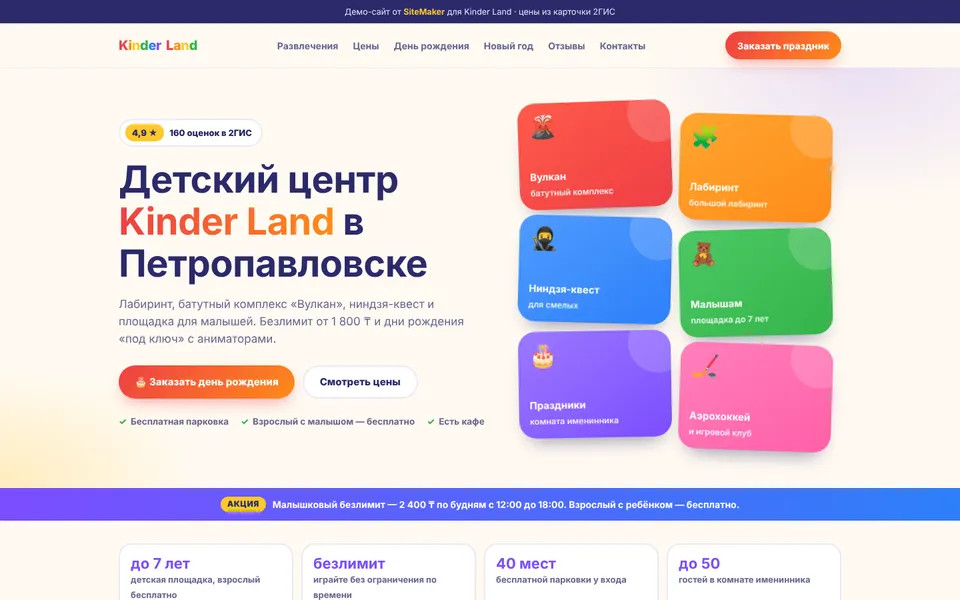 Демо-сайт от SiteMaker для Kinder Land · цены из карточки 2ГИС
Kinder Land
Развлечения
Цены
День рождения
Новый год
Отзывы
Контакты
Заказать праздник
4,9 ★ 160 оценок в 2ГИС
Детский центр
Kinder Land в
Петропавловске
Лабиринт, батутный комплекс «Вулкан», ниндзя-квест и
площадка для малышей. Безлимит от 1 800 ₸ и дни рождения
«под ключ» с аниматорами.
Заказать день рождения
Смотреть цены
✓ Бесплатная парковка
✓ Взрослый с малышом — бесплатно
✓ Есть кафе
Вулкан
батутный комплекс
Лабиринт
большой лабиринт
Ниндзя-квест
для смелых
Малышам
площадка до 7 лет
Праздники
комната именинника
Аэрохоккей
и игровой клуб
АКЦИЯ Малышковый безлимит — 2 400 ₸ по будням с 12:00 до 18:00. Взрослый с ребёнком — бесплатно.
до 7 лет
детская площадка, взрослый
бесплатно
безлимит
играйте без ограничения по
времени
40 мест
бесплатной парковки у входа
до 50
гостей в комнате именинника